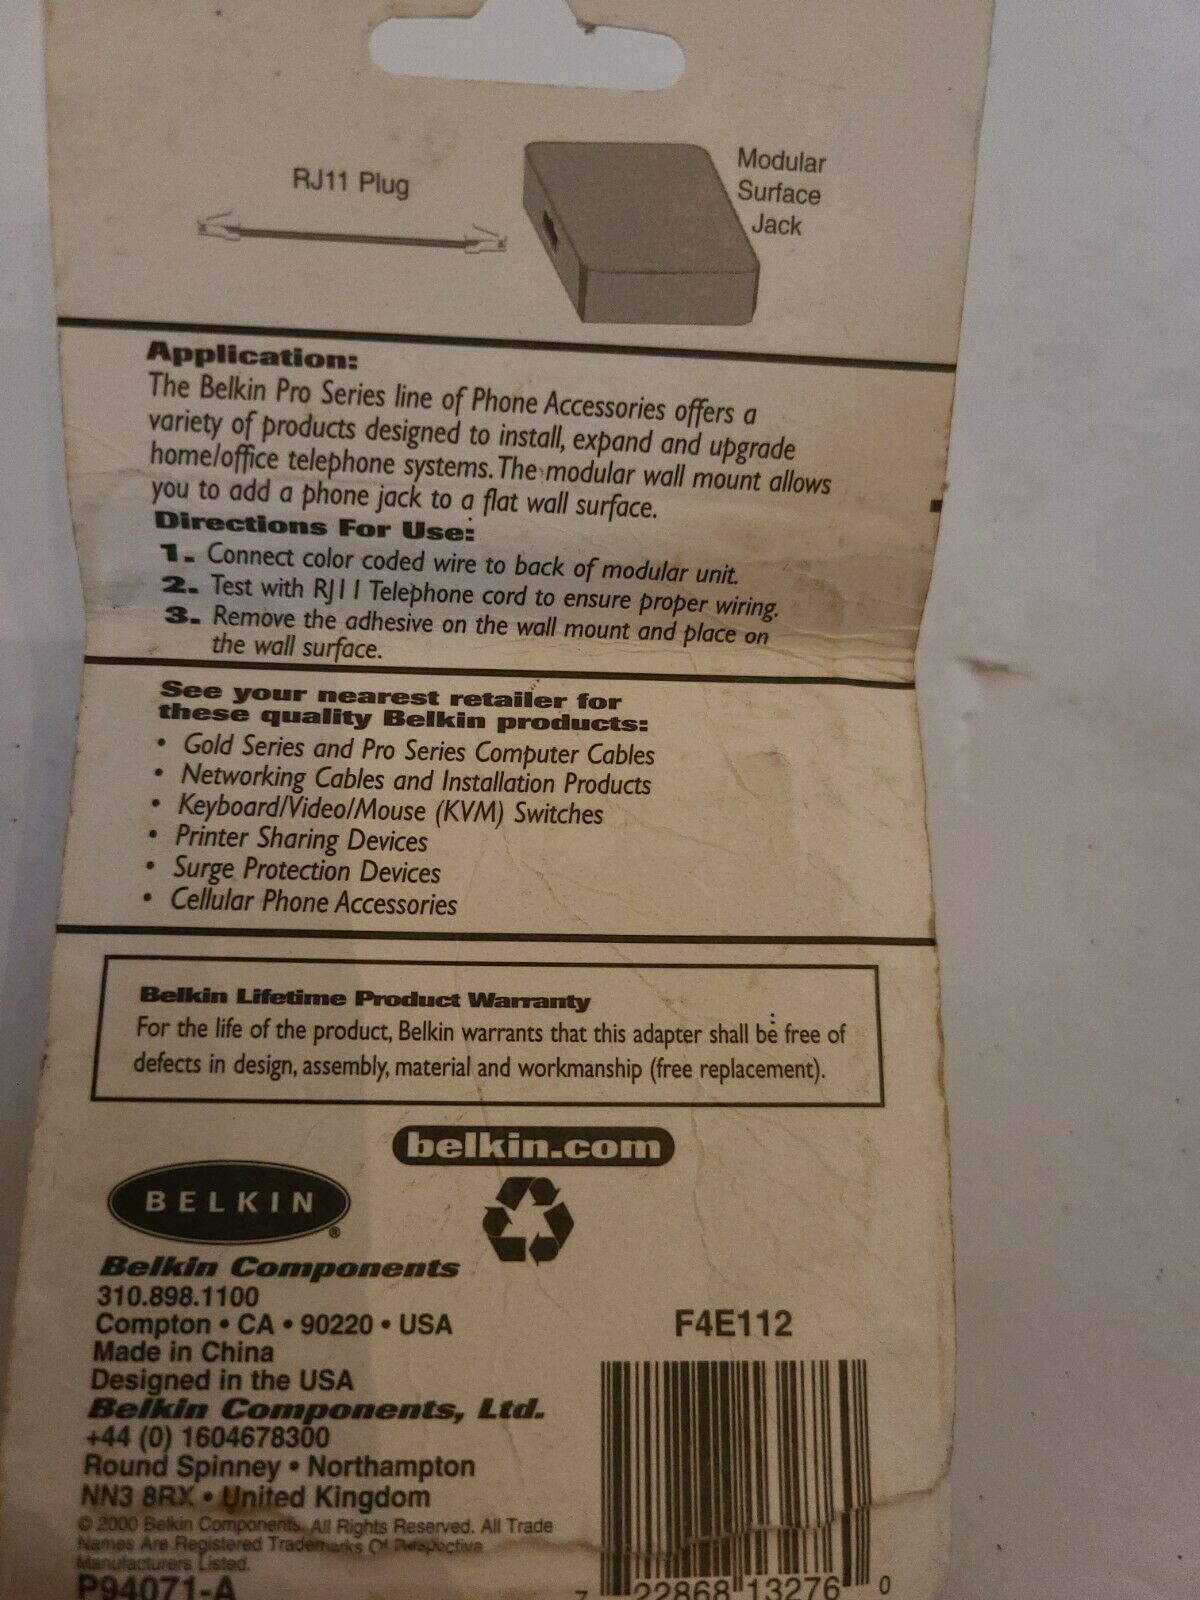 RJ11 Plug
Modular
Surface
Jack
Application:
The Belkin Pro Series line of Phone Accessories offers a
variety of products designed to install, expand and upgrade
home/office telephone systems. The modular wall mount allows
you to add a phone jack to a flat wall surface.
Directions For Use:
1. Connect color coded wire to back of modular unit.
2. Test with RJ11 Telephone cord to ensure proper wiring.
3. Remove the adhesive on the wall mount and place on
the wall surface.
See your nearest retailer for
these quality Belkin products:
• Gold Series and Pro Series Computer Cables
• Networking Cables and Installation Products
• Keyboard/Video/Mouse (KVM) Switches
• Printer Sharing Devices
• Surge Protection Devices
• Cellular Phone Accessories
Belkin Lifetime Product Warranty
For the life of the product, Belkin warrants that this adapter shall be free of
defects in design, assembly, material and workmanship (free replacement).
belkin.com
BELKIN®
Belkin Components
310.898.1100
Compton • CA • 90220 • USA
Made in China
Designed in the USA
Belkin Components, Ltd.
+44 (0) 1604678300
Round Spinney • Northampton
NN3 8RX • United Kingdom
© 2000 Belkin Components. All Rights Reserved. All Trade
Names Are Registered Trademarks Of Respective
Manufacturers Listed.
P94071-A
F4E112
7 22868 13276 0